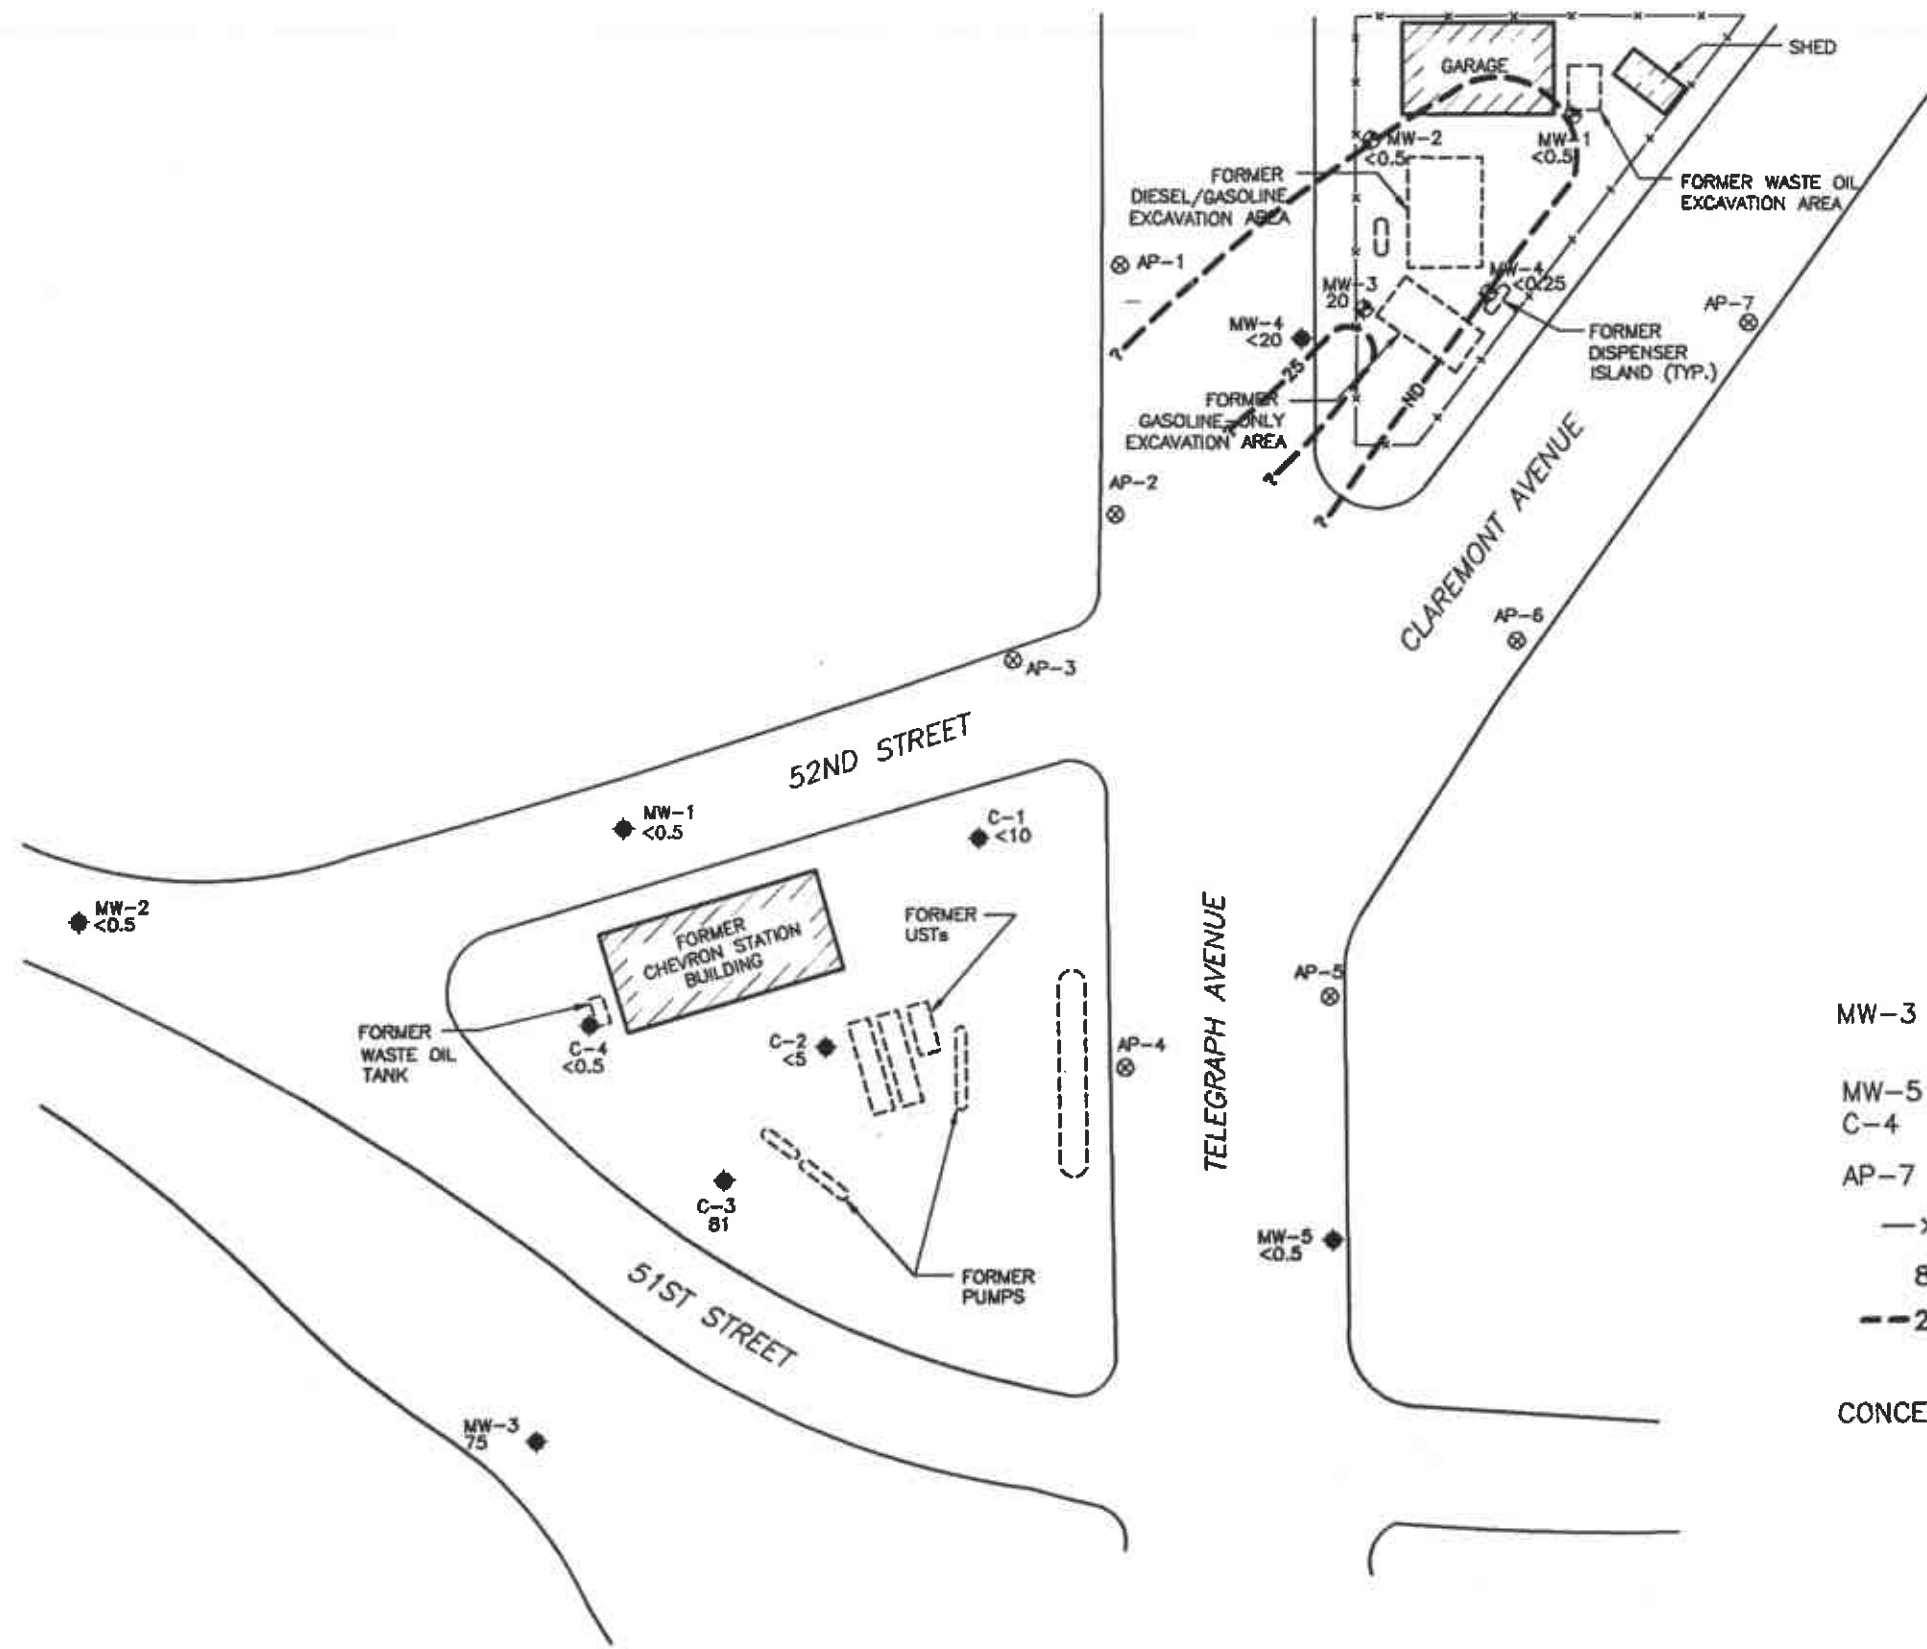 SHED
GARAGE
MW-2
<0.5
MW-1
<0.5
FORMER
DIESEL/GASOLINE
EXCAVATION AREA
FORMER WASTE OIL
EXCAVATION AREA
AP-1
MW-4
<0.25
MW-3
20
AP-7
MW-4
<20
FORMER
DISPENSER
ISLAND (TYP.)
25
ND
FORMER
GASOLINE-ONLY
EXCAVATION AREA
?
?
?
?
AP-2
CLAREMONT AVENUE
AP-6
AP-3
52ND STREET
MW-1
<0.5
C-1
<10
MW-2
<0.5
FORMER
CHEVRON STATION
BUILDING
FORMER
USTs
TELEGRAPH AVENUE
AP-5
FORMER
WASTE OIL
TANK
C-4
<0.5
C-2
<5
AP-4
C-3
81
MW-5
<0.5
FORMER
PUMPS
51ST STREET
MW-3
75
MW-3
MW-5
C-4
AP-7
8
2
CONCE